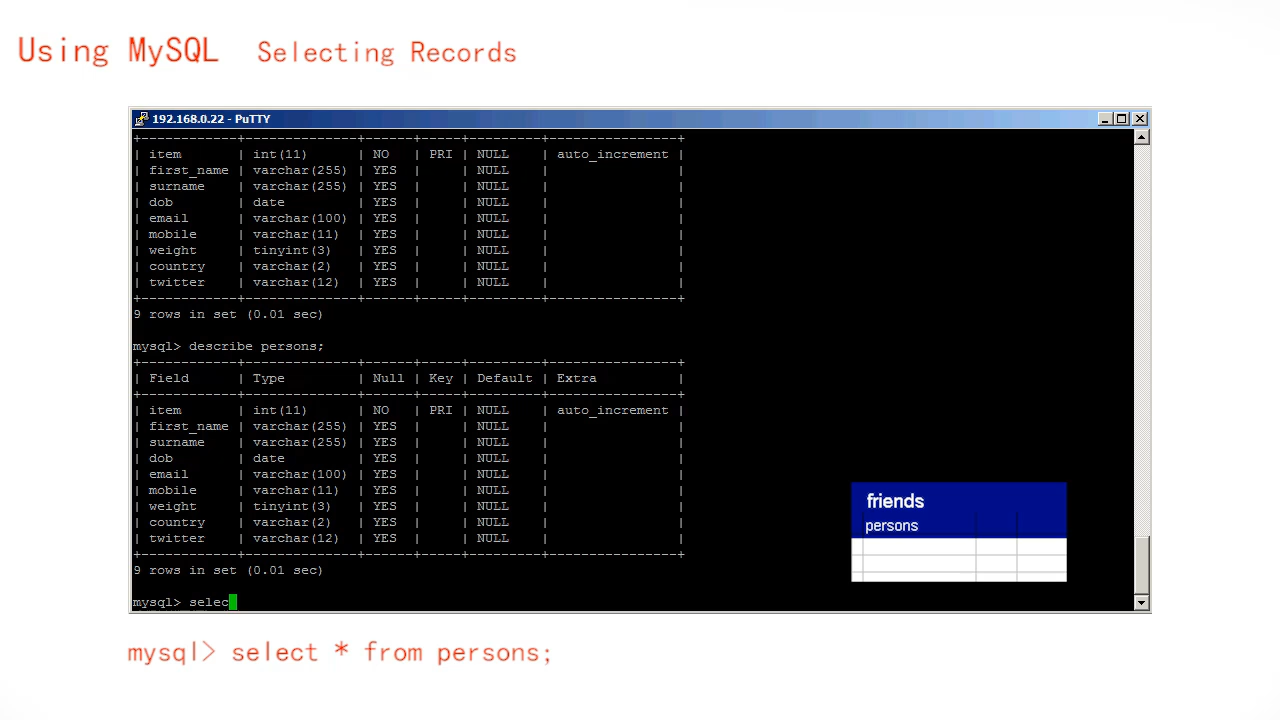 Using MySQL Selecting Records
192.168.0.22 - PuTTY
+-------------+--------------+------+-----+---------+----------------+
| item | int(11) | NO | PRI | NULL | auto_increment |
| first_name | varchar(255) | YES | | NULL | |
| surname | varchar(255) | YES | | NULL | |
| dob | date | YES | | NULL | |
| email | varchar(100) | YES | | NULL | |
| mobile | varchar(11) | YES | | NULL | |
| weight | tinyint(3) | YES | | NULL | |
| country | varchar(2) | YES | | NULL | |
| twitter | varchar(12) | YES | | NULL | |
+------------+--------------+------+-----+---------+----------------+
9 rows in set (0.01 sec)
mysql> describe persons;
+------------+--------------+------+-----+---------+----------------+
| Field | Type | Null | Key | Default | Extra |
+------------+--------------+------+-----+---------+----------------+
| item | int(11) | NO | PRI | NULL | auto_increment |
| first_name | varchar(255) | YES | | NULL | |
| surname | varchar(255) | YES | | NULL | |
| dob | date | YES | | NULL | |
| email | varchar(100) | YES | | NULL | |
| mobile | varchar(11) | YES | | NULL | |
| weight | tinyint(3) | YES | | NULL | |
| country | varchar(2) | YES | | NULL | |
| twitter | varchar(12) | YES | | NULL | |
+------------+--------------+------+-----+---------+----------------+
9 rows in set (0.01 sec)
mysql> selec
friends
persons
mysql> select * from persons;